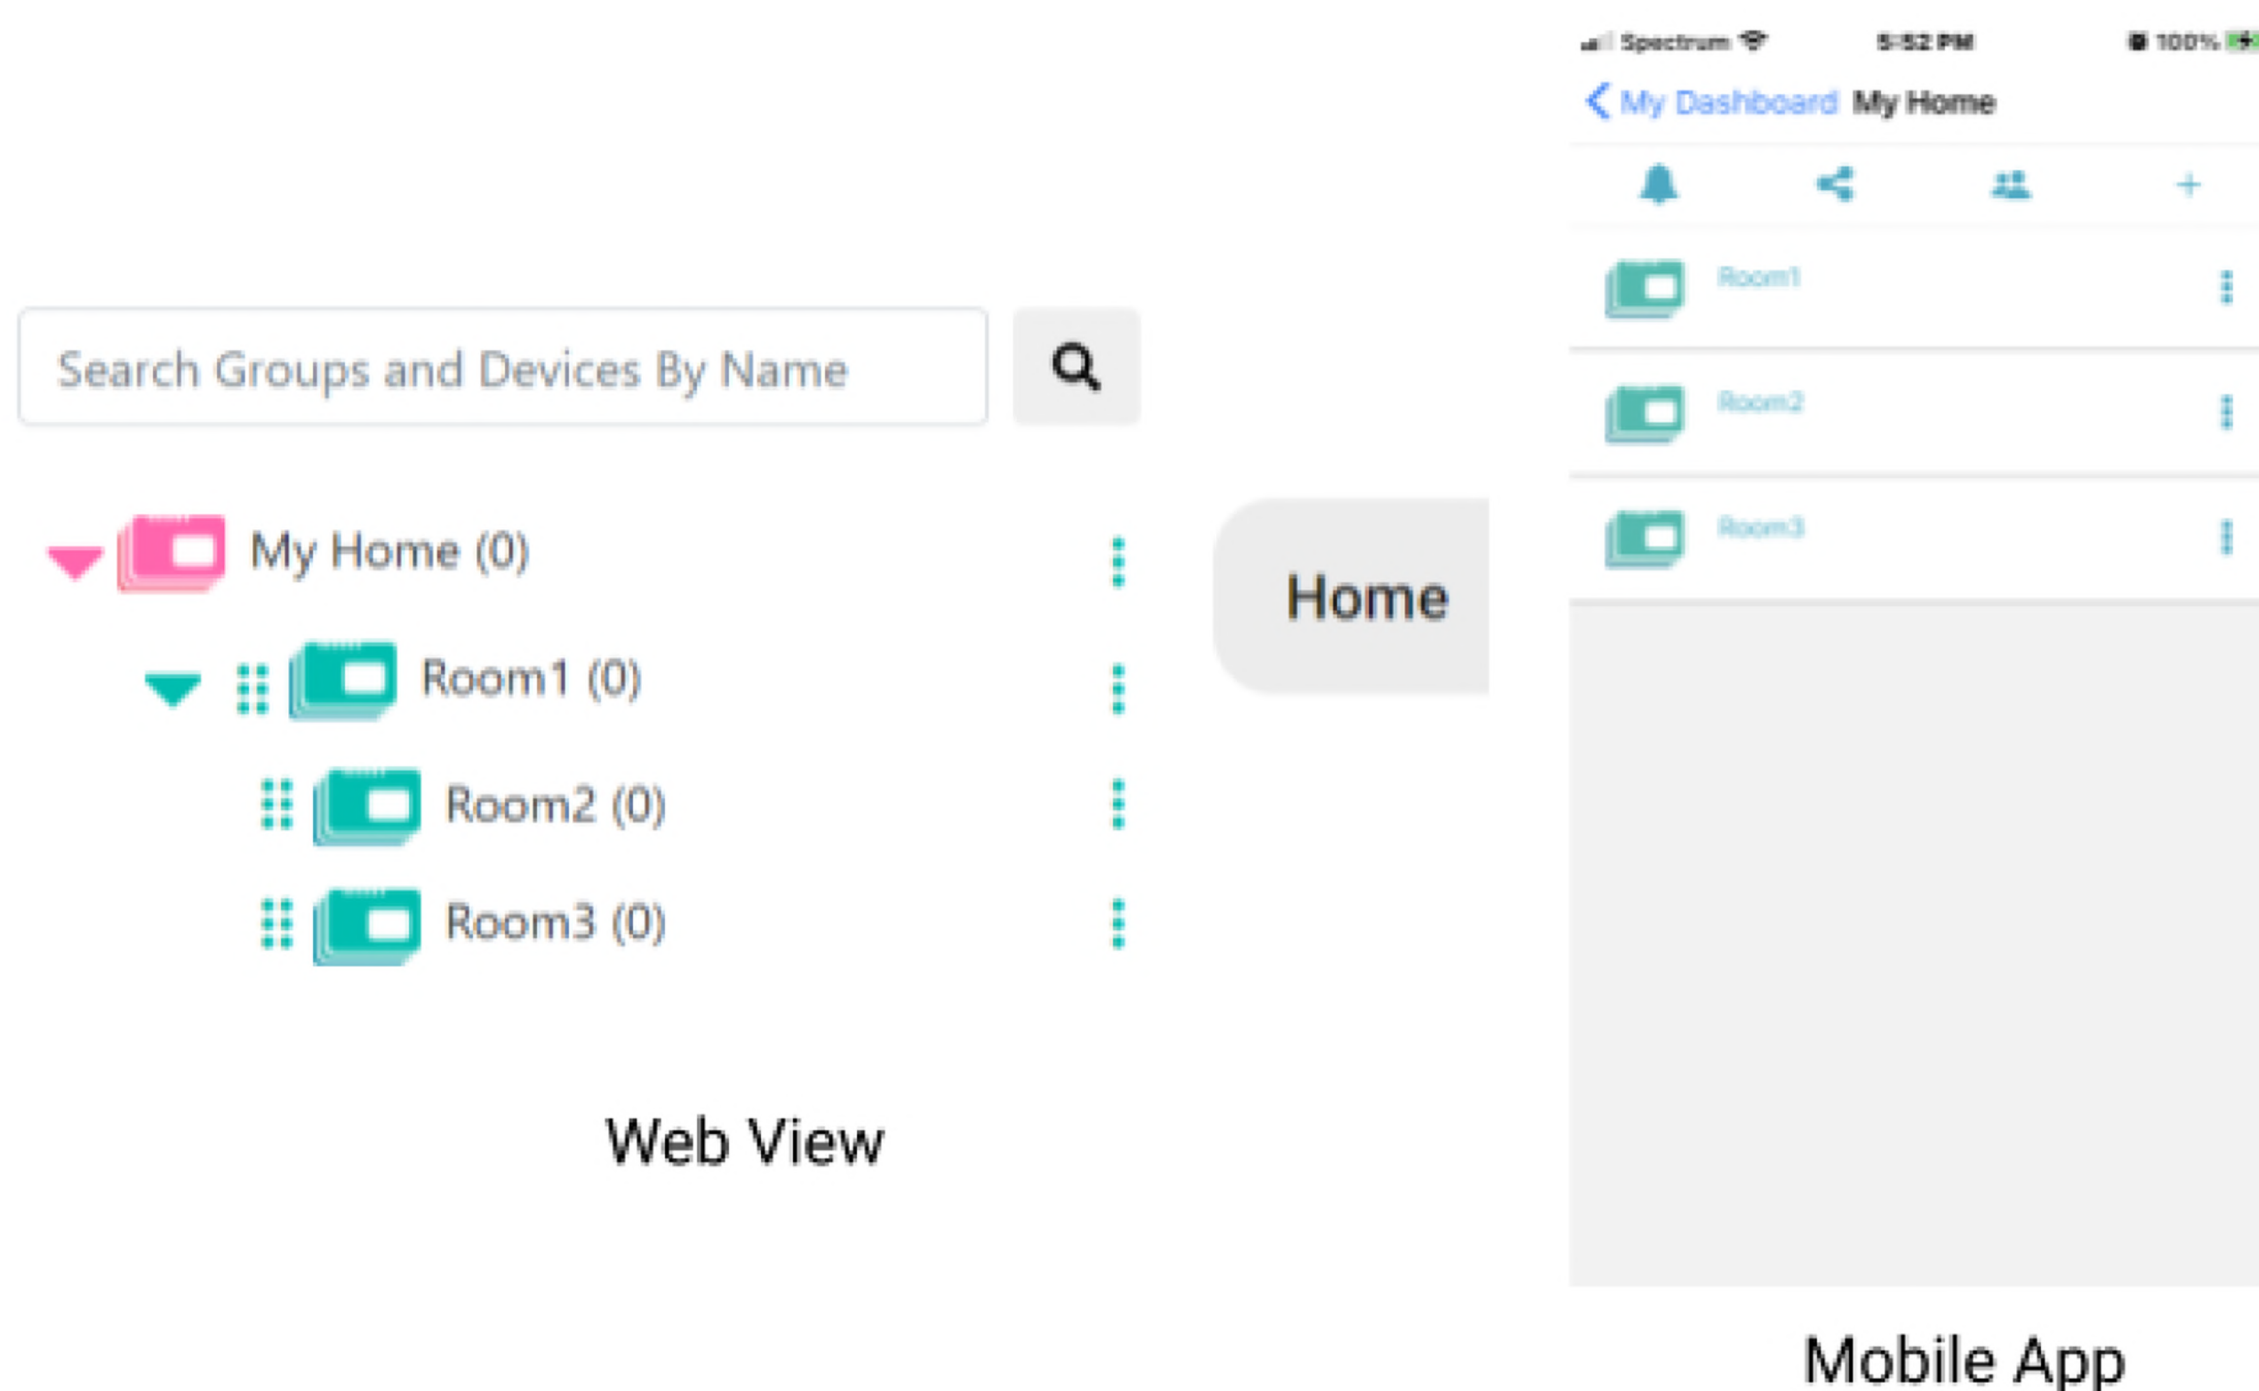 Search Groups and Devices By Name
My Home (0)
Room1 (0)
Room2 (0)
Room3 (0)
Home
Web View
Spectrum 5:52 PM 100%
My Dashboard My Home
Room1
Room2
Room3
Mobile App